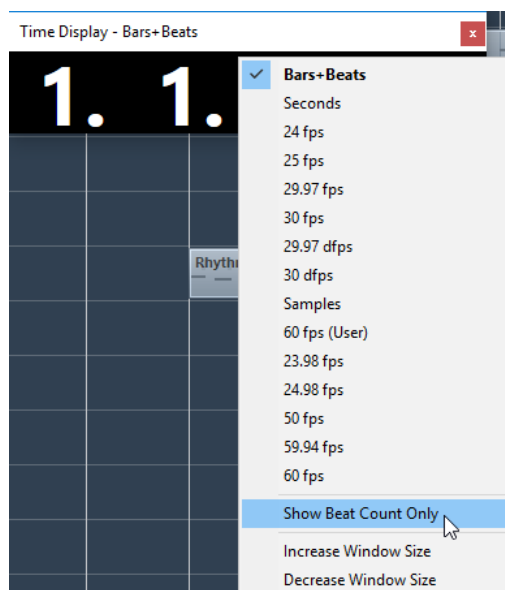 Time Display - Bars+Beats
x
1. 1.
Bars+Beats
Seconds
24 fps
25 fps
29.97 fps
30 fps
29.97 dfps
30 dfps
Samples
60 fps (User)
23.98 fps
24.98 fps
50 fps
59.94 fps
60 fps
Show Beat Count Only
Increase Window Size
Decrease Window Size